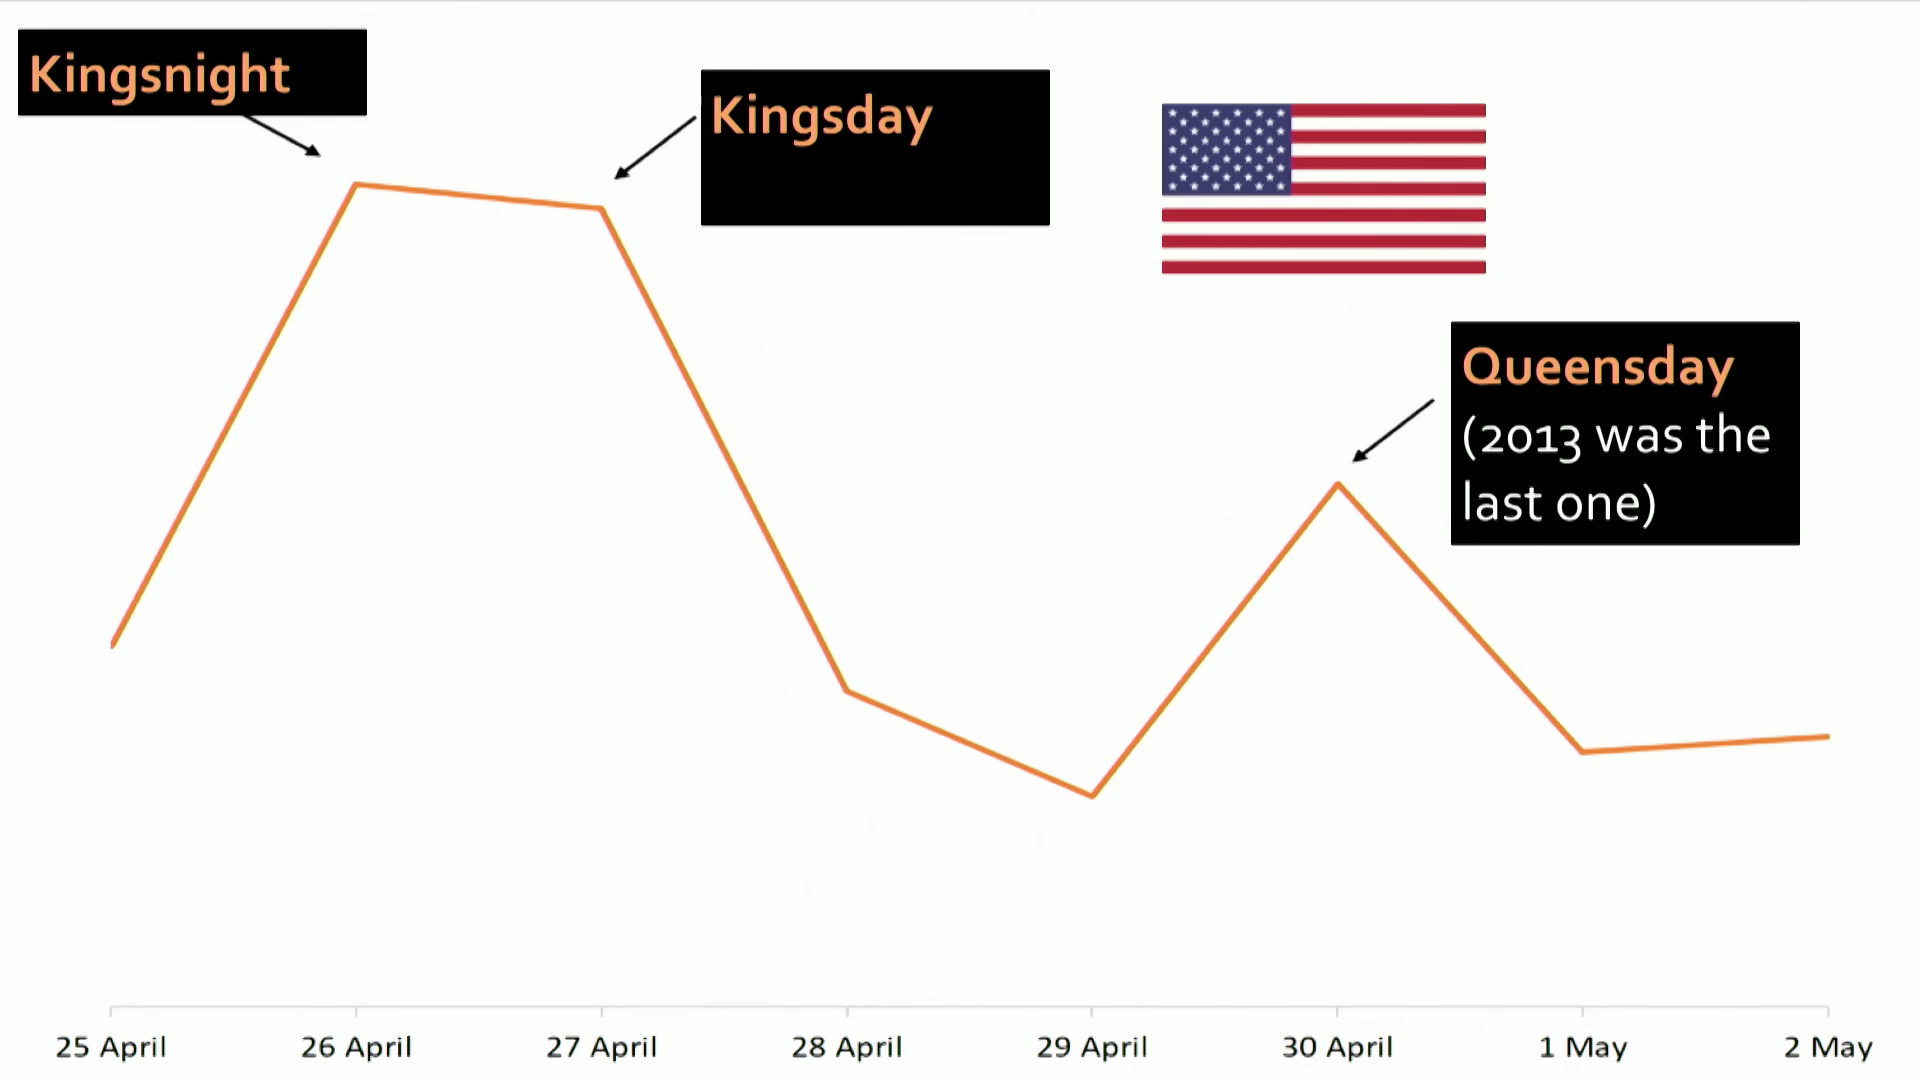 Kingsnight
Kingsday
Queensday
(2013 was the
last one)
25 April
26 April
27 April
28 April
29 April
30 April
1 May
2 May